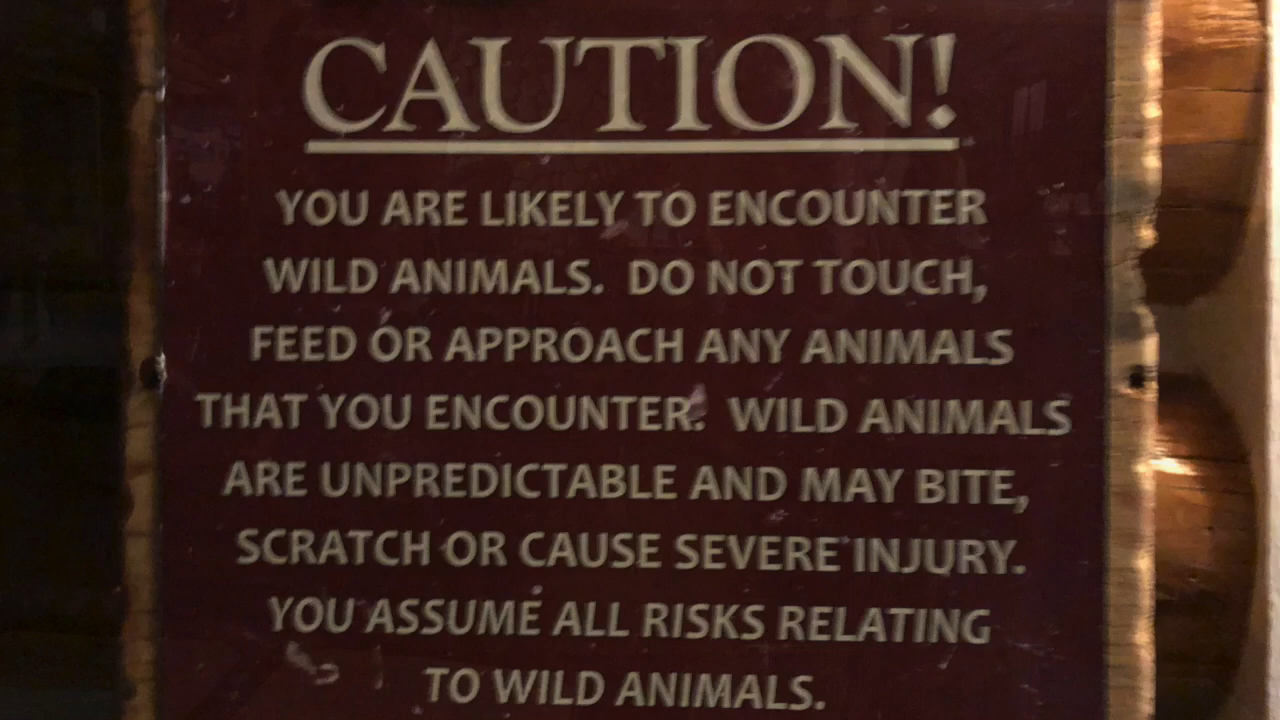 CAUTION!
YOU ARE LIKELY TO ENCOUNTER
WILD ANIMALS. DO NOT TOUCH,
FEED OR APPROACH ANY ANIMALS
THAT YOU ENCOUNTER. WILD ANIMALS
ARE UNPREDICTABLE AND MAY BITE,
SCRATCH OR CAUSE SEVERE INJURY.
YOU ASSUME ALL RISKS RELATING
TO WILD ANIMALS.